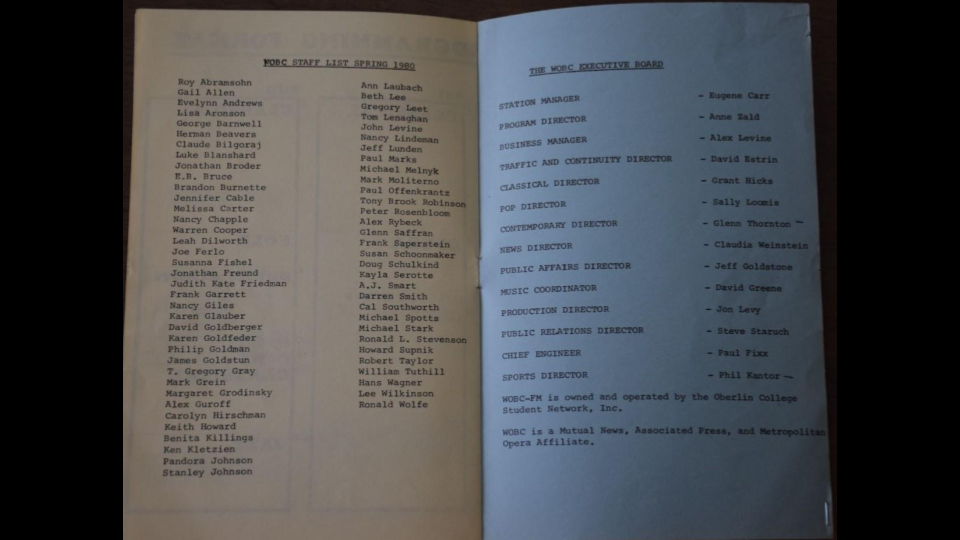 WOBC STAFF LIST SPRING 1980
Roy Abramsohn
Gail Allen
Evelynn Andrews
Lisa Aronson
George Barnwell
Herman Beavers
Claude Bilgoraj
Luke Blanshard
Jonathan Broder
E.B. Bruce
Brandon Burnette
Jennifer Cable
Melissa Carter
Nancy Chapple
Warren Cooper
Leah Dilworth
Joe Ferlo
Susanna Fishel
Jonathan Freund
Judith Kate Friedman
Frank Garrett
Nancy Giles
Karen Glauber
David Goldberger
Karen Goldfeder
Philip Goldman
James Goldstun
T. Gregory Gray
Mark Grein
Margaret Grodinsky
Alex Guroff
Carolyn Hirschman
Keith Howard
Benita Killings
Ken Kletzien
Pandora Johnson
Stanley Johnson
Ann Laubach
Beth Lee
Gregory Leet
Tom Lenaghan
John Levine
Nancy Lindeman
Jeff Lunden
Paul Marks
Michael Melnyk
Mark Moliterno
Paul Offenkrantz
Tony Brook Robinson
Peter Rosenbloom
Alex Rybeck
Glenn Saffran
Frank Saperstein
Susan Schoonmaker
Doug Schulkind
Kayla Serotte
A.J. Smart
Darren Smith
Cal Southworth
Michael Spotts
Michael Stark
Ronald L. Stevenson
Howard Supnik
Robert Taylor
William Tuthill
Hans Wagner
Lee Wilkinson
Ronald Wolfe
THE WOBC EXECUTIVE BOARD
STATION MANAGER - Eugene Carr
PROGRAM DIRECTOR - Anne Zald
BUSINESS MANAGER - Alex Levine
TRAFFIC AND CONTINUITY DIRECTOR - David Estrin
CLASSICAL DIRECTOR - Grant Hicks
POP DIRECTOR - Sally Loomis
CONTEMPORARY DIRECTOR - Glenn Thornton
NEWS DIRECTOR - Claudia Weinstein
PUBLIC AFFAIRS DIRECTOR - Jeff Goldstone
MUSIC COORDINATOR - David Greene
PRODUCTION DIRECTOR - Jon Levy
PUBLIC RELATIONS DIRECTOR - Steve Staruch
CHIEF ENGINEER - Paul Fixx
SPORTS DIRECTOR - Phil Kantor
WOBC-FM is owned and operated by the Oberlin College
Student Network, Inc.
WOBC is a Mutual News, Associated Press, and Metropolitan
Opera Affiliate.